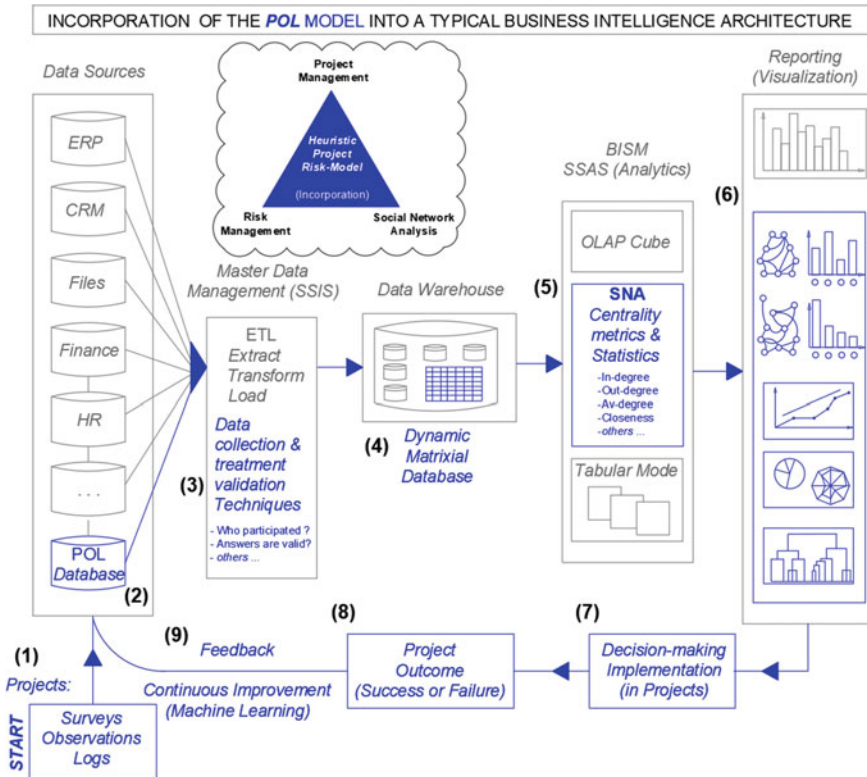 INCORPORATION OF THE POL MODEL INTO A TYPICAL BUSINESS INTELLIGENCE ARCHITECTURE
Data Sources
ERP
CRM
Files
Finance
HR
. . .
POL
Database
(2)
Project
Management
Heuristic
Project
Risk-Model
(Incorporation)
Risk
Management
Social Network
Analysis
Master Data
Management (SSIS)
ETL
Extract
Transform
Load
Data
collection &
treatment
validation
Techniques
(3)
- Who participated ?
- Answers are valid?
- others ...
Data Warehouse
(4)
Dynamic
Matrixial
Database
BISM
SSAS (Analytics)
OLAP Cube
(5)
SNA
Centrality
metrics &
Statistics
-In-degree
-Out-degree
-Av-degree
-Closeness
-others ...
Tabular Mode
Reporting
(Visualization)
(6)
(7)
Decision-making
Implementation
(in Projects)
(8)
Project
Outcome
(Success or Failure)
(9)
Feedback
Continuous Improvement
(Machine Learning)
(1)
Projects:
START
Surveys
Observations
Logs